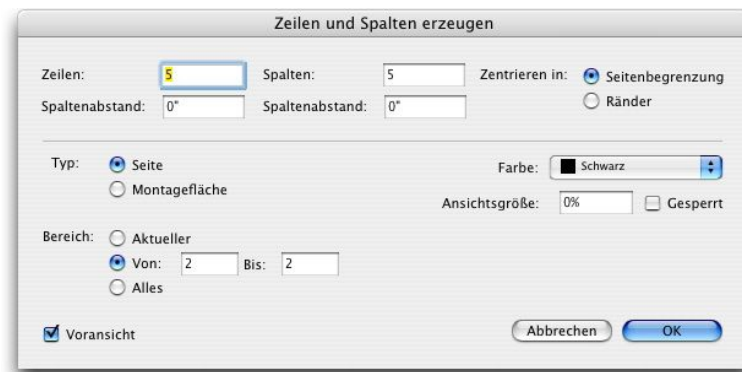 Zeilen und Spalten erzeugen
Zeilen: 5 Spalten: 5 Zentrieren in: Seitenbegrenzung
Spaltenabstand: 0" Spaltenabstand: 0" Ränder
Typ: Seite Farbe: Schwarz
Montagefläche
Ansichtsgröße: 0% Gesperrt
Bereich: Aktueller
Von: 2 Bis: 2
Alles
Voransicht Abbrechen OK